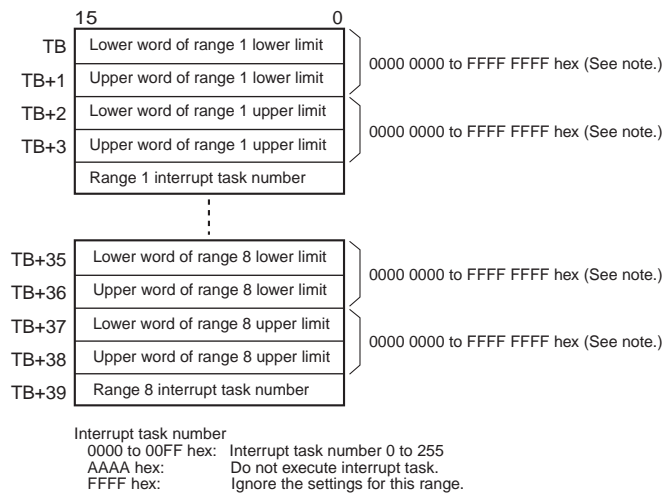 15 0
TB Lower word of range 1 lower limit
0000 0000 to FFFF FFFF hex (See note.)
TB+1 Upper word of range 1 lower limit
TB+2 Lower word of range 1 upper limit
0000 0000 to FFFF FFFF hex (See note.)
TB+3 Upper word of range 1 upper limit
Range 1 interrupt task number
TB+35 Lower word of range 8 lower limit
0000 0000 to FFFF FFFF hex (See note.)
TB+36 Upper word of range 8 lower limit
TB+37 Lower word of range 8 upper limit
0000 0000 to FFFF FFFF hex (See note.)
TB+38 Upper word of range 8 upper limit
TB+39 Range 8 interrupt task number
Interrupt task number
0000 to 00FF hex: Interrupt task number 0 to 255
AAAA hex: Do not execute interrupt task.
FFFF hex: Ignore the settings for this range.